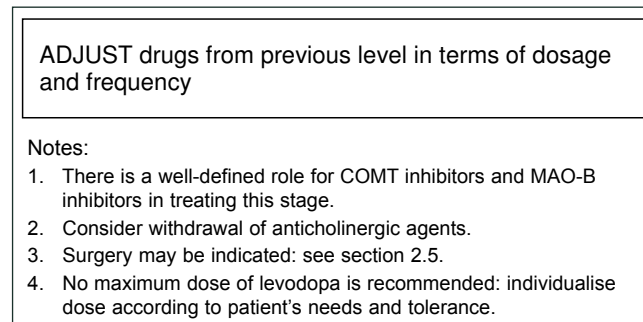 ADJUST drugs from previous level in terms of dosage
and frequency
Notes:
1. There is a well-defined role for COMT inhibitors and MAO-B
inhibitors in treating this stage.
2. Consider withdrawal of anticholinergic agents.
3. Surgery may be indicated: see section 2.5.
4. No maximum dose of levodopa is recommended: individualise
dose according to patient's needs and tolerance.